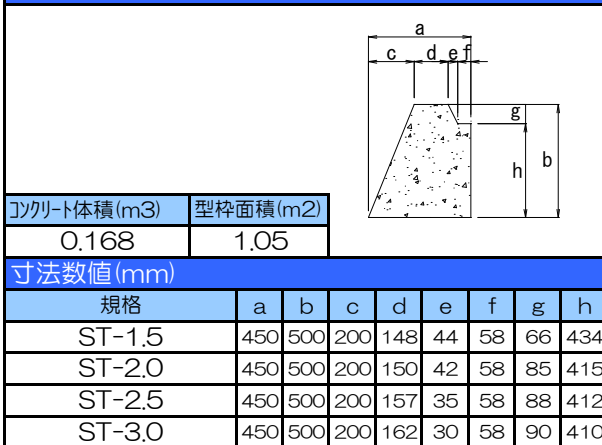 a
c d e f
g
h
b
コンクリート体積(m3) 型枠面積(m2)
0.168 1.05
寸法数値(mm)
規格 a b c d e f g h
ST-1.5 450 500 200 148 44 58 66 434
ST-2.0 450 500 200 150 42 58 85 415
ST-2.5 450 500 200 157 35 58 88 412
ST-3.0 450 500 200 162 30 58 90 410